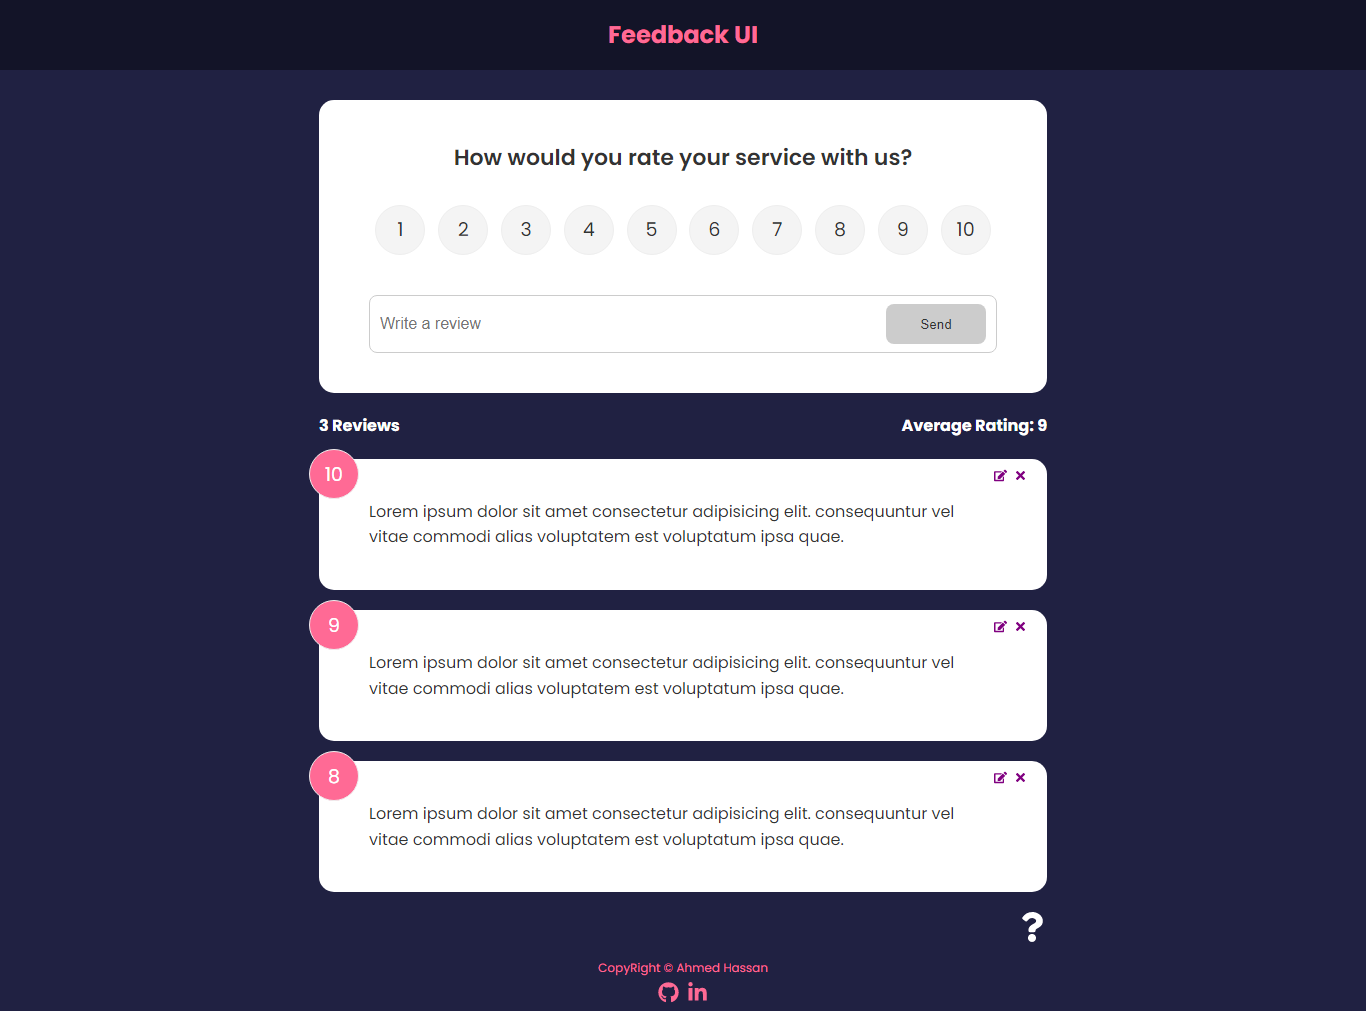 Feedback UI
How would you rate your service with us?
1 2 3 4 5 6 7 8 9 10
Write a review Send
3 Reviews Average Rating: 9
10
Lorem ipsum dolor sit amet consectetur adipisicing elit. consequuntur vel
vitae commodi alias voluptatem est voluptatum ipsa quae.
9
Lorem ipsum dolor sit amet consectetur adipisicing elit. consequuntur vel
vitae commodi alias voluptatem est voluptatum ipsa quae.
8
Lorem ipsum dolor sit amet consectetur adipisicing elit. consequuntur vel
vitae commodi alias voluptatem est voluptatum ipsa quae.
?
CopyRight © Ahmed Hassan
in